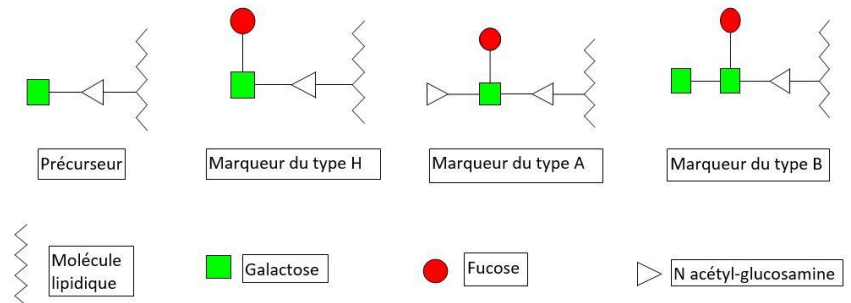 Précurseur
Marqueur du type H
Marqueur du type A
Marqueur du type B
Molécule
lipidique
Galactose
Fucose
N acétyl-glucosamine